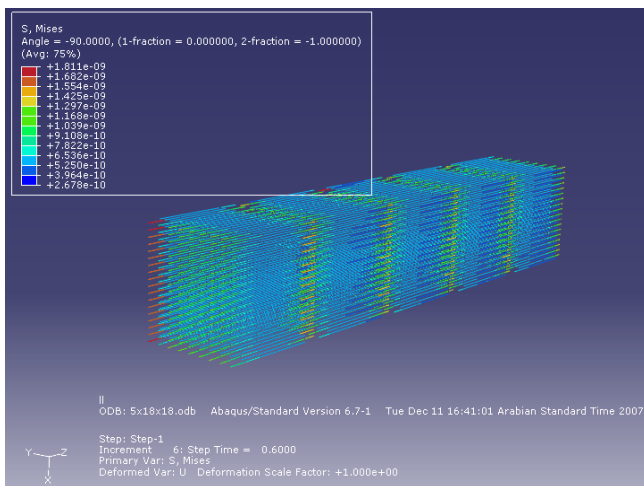 S, Mises
Angle = -90.0000, (1-fraction = 0.000000, 2-fraction = -1.000000)
(Avg: 75%)
+1.811e-09
+1.682e-09
+1.554e-09
+1.425e-09
+1.297e-09
+1.168e-09
+1.039e-09
+9.108e-10
+7.822e-10
+6.536e-10
+5.250e-10
+3.964e-10
+2.678e-10
ll
ODB: 5x18x18.odb Abaqus/Standard Version 6.7-1 Tue Dec 11 16:41:01 Arabian Standard Time 2007
Step: Step-1
Increment 6: Step Time = 0.6000
Primary Var: S, Mises
Deformed Var: U Deformation Scale Factor: +1.000e+00
Y Z
X